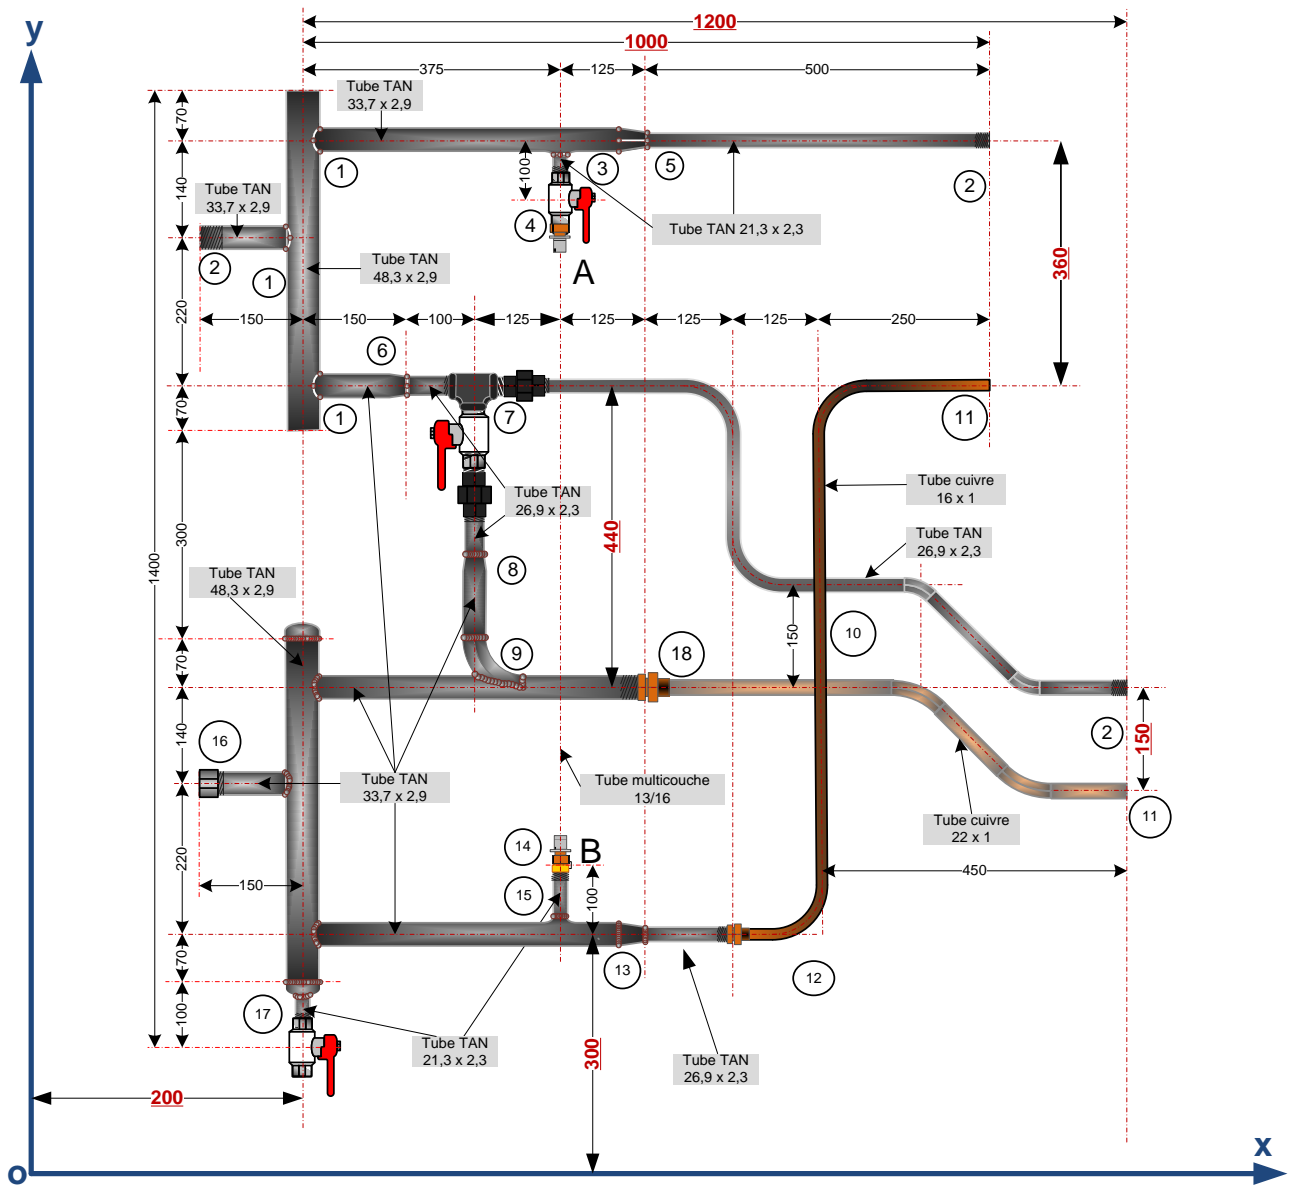 y
1200
1000
375
125
500
Tube TAN
33,7 x 2,9
70
1
3
5
100
140
Tube TAN
33,7 x 2,9
2
4
Tube TAN 21,3 x 2,3
2
A
Tube TAN
48,3 x 2,9
1
360
220
150
150
100
125
125
125
125
250
6
70
1
7
11
Tube cuivre
16 x 1
Tube TAN
26,9 x 2,3
440
300
1400
Tube TAN
26,9 x 2,3
Tube TAN
48,3 x 2,9
8
150
10
70
9
18
2
150
140
16
Tube TAN
33,7 x 2,9
Tube multicouche
13/16
Tube cuivre
22 x 1
11
220
14
B
150
450
15
100
70
13
12
100
17
Tube TAN
21,3 x 2,3
300
Tube TAN
26,9 x 2,3
200
x
o